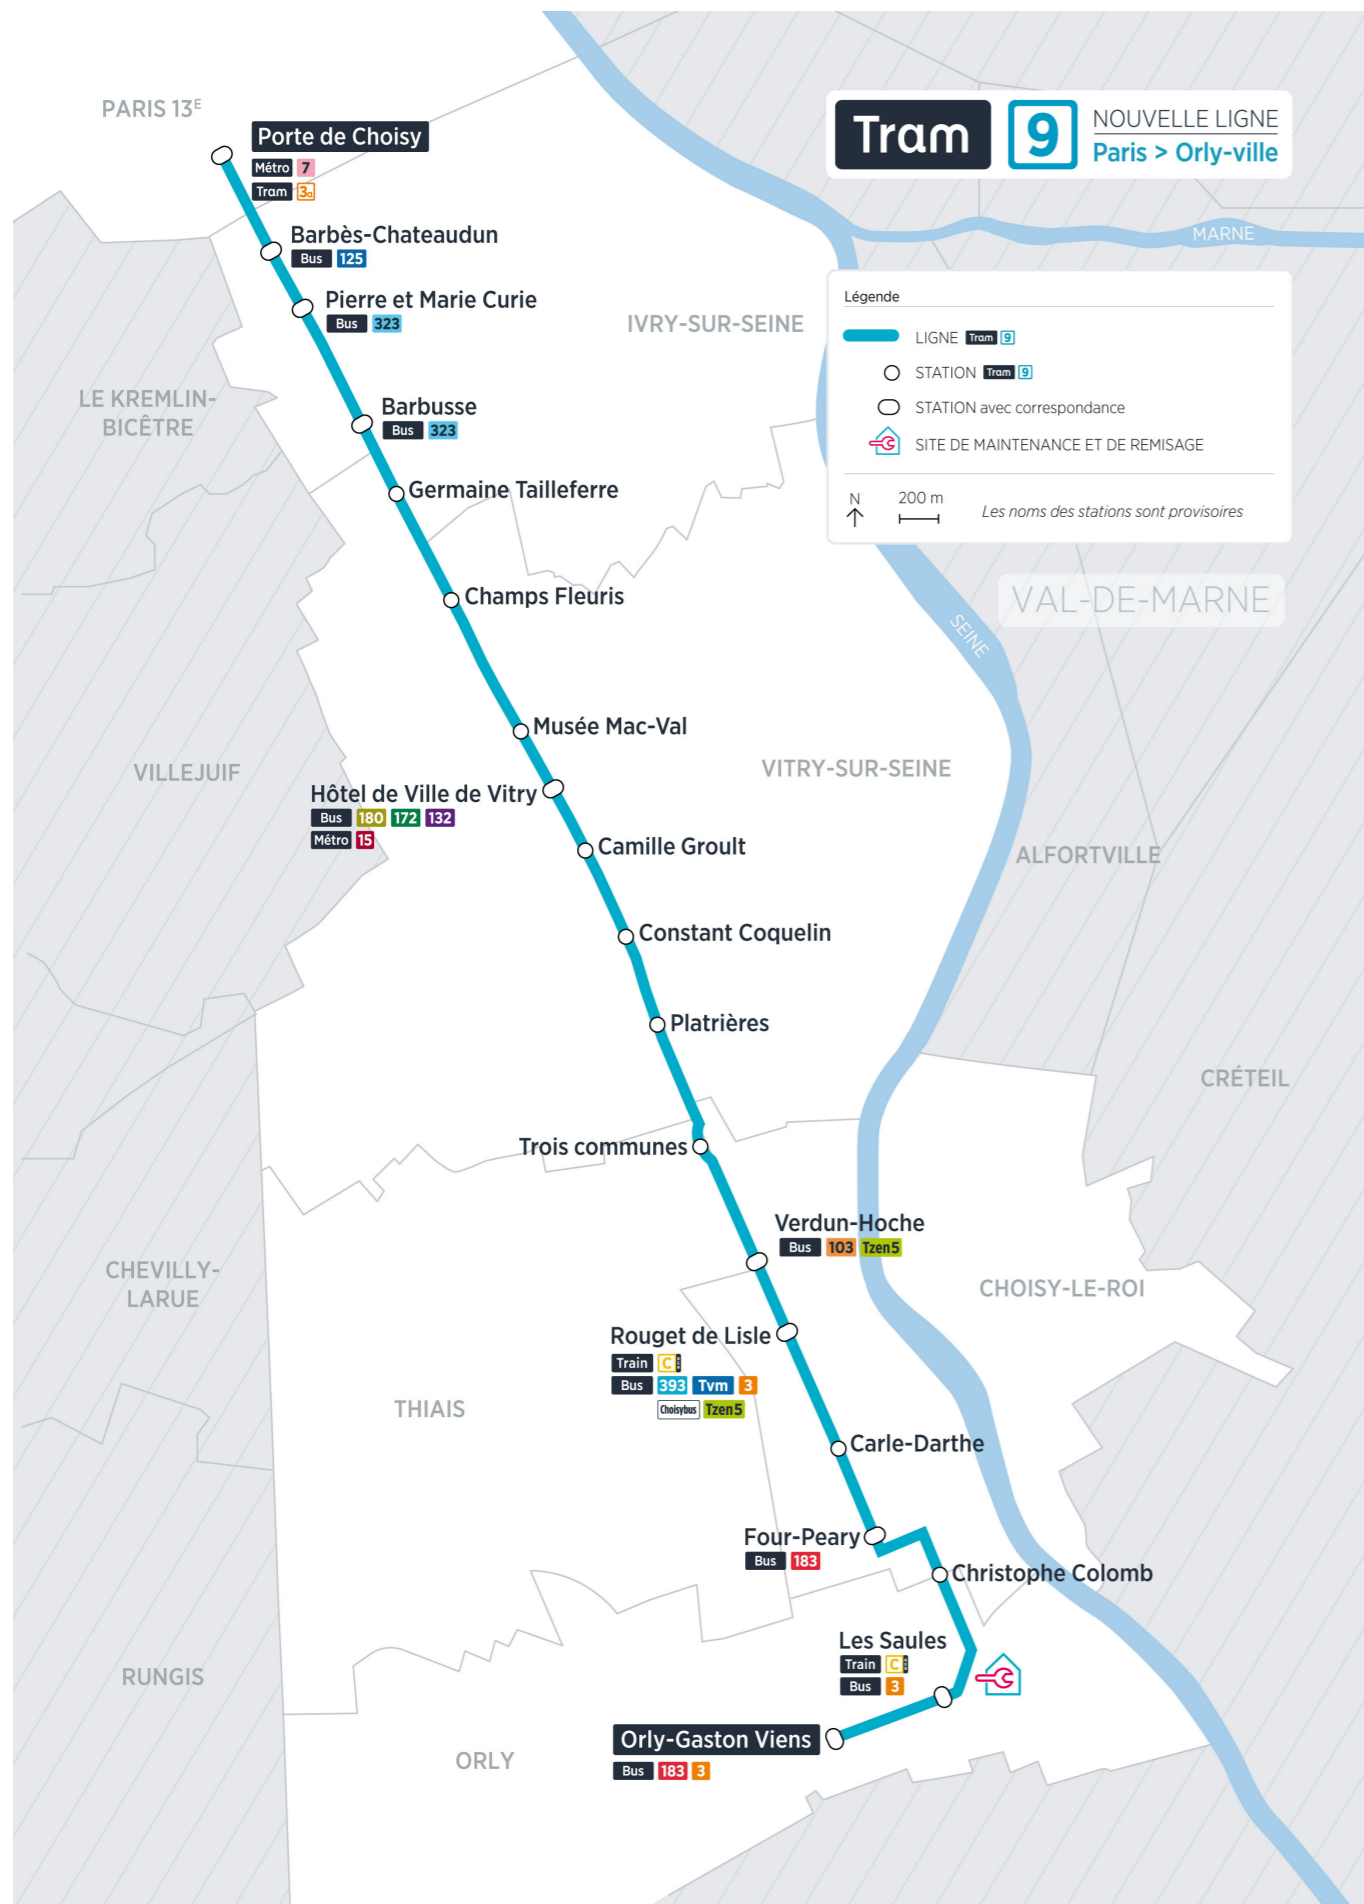 PARIS 13E
Porte de Choisy
Métro 7
Tram 3a
Barbès-Chateaudun
Bus 125
Pierre et Marie Curie
Bus 323
Barbusse
Bus 323
Germaine Tailleferre
Champs Fleuris
Musée Mac-Val
Hôtel de Ville de Vitry
Bus 180 172 132
Métro 15
Camille Groult
Constant Coquelin
Platrières
Trois communes
Verdun-Hoche
Bus 103 Tzen5
Rouget de Lisle
Train C
Bus 393 Tvm 3
Choisybus Tzen5
Carle-Darthe
Four-Peary
Bus 183
Christophe Colomb
Les Saules
Train C
Bus 3
Orly-Gaston Viens
Bus 183 3
Tram 9
NOUVELLE LIGNE
Paris > Orly-ville
MARNE
Légende
LIGNE Tram 9
STATION Tram 9
STATION avec correspondance
SITE DE MAINTENANCE ET DE REMISAGE
N
200 m
Les noms des stations sont provisoires
VAL-DE-MARNE
SEINE
IVRY-SUR-SEINE
LE KREMLIN-
BICÊTRE
VILLEJUIF
VITRY-SUR-SEINE
ALFORTVILLE
CRÉTEIL
CHEVILLY-
LARUE
CHOISY-LE-ROI
THIAIS
RUNGIS
ORLY